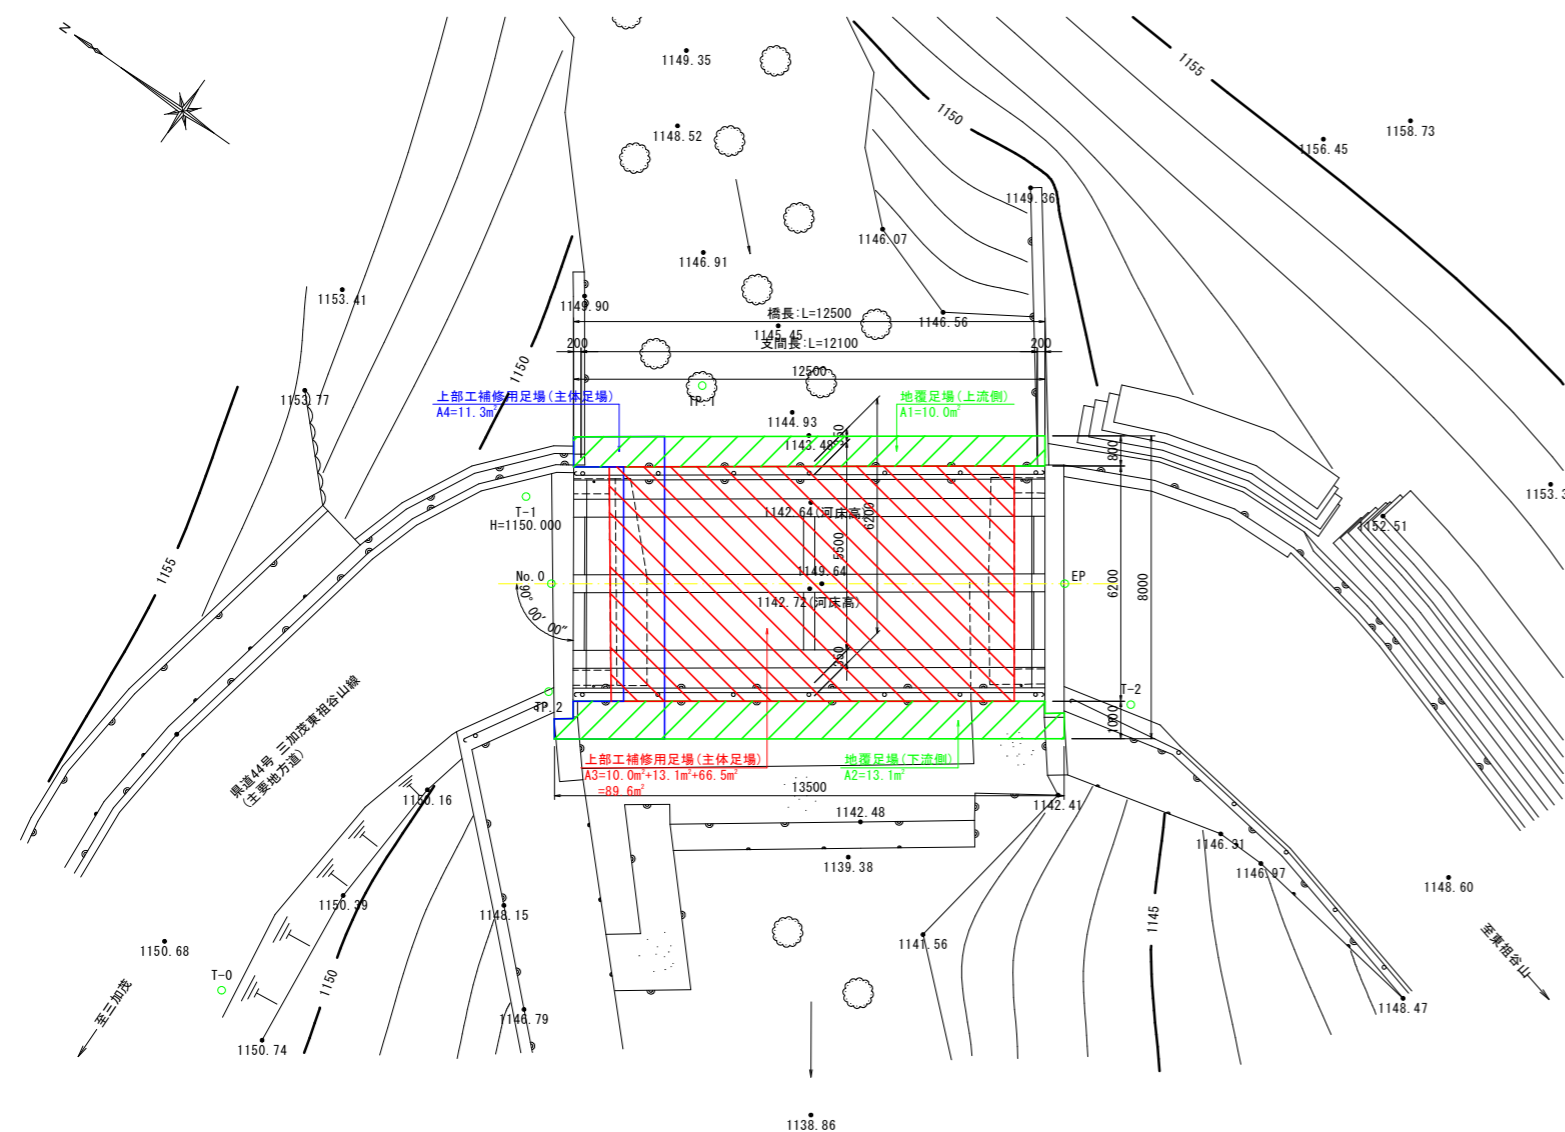 N
1149.35
1155
1158.73
1150
1148.52
1156.45
1149.36
1146.07
1146.91
1153.41
1149.90
橋長:L=12500
1146.56
1145.45
200
支間長:L=12100
200
1150
12500
1153.77
上部工補修用足場(主体足場)
A4=11.3m²
TP.1
地覆足場(上流側)
A1=10.0m²
1144.93
1143.48
350
800
1153.3
T-1
H=1150.000
1142.64(河床高)
6200
5500
1152.51
1155
No.0
1149.64
EP
6200
8000
90° 00′ 00″
1142.72(河床高)
350
TP.2
T-2
1000
県道44号 三加茂東祖谷山線
(主要地方道)
上部工補修用足場(主体足場)
A3=10.0m²+13.1m²+66.5m²
=89.6m²
地覆足場(下流側)
A2=13.1m²
13500
1150.16
1142.41
1142.48
1146.31
1139.38
1146.97
1148.60
1150.39
1148.15
1145
1141.56
1150.68
至東祖谷山
T-0
1150
至三加茂
1148.47
1146.79
1150.74
1138.86